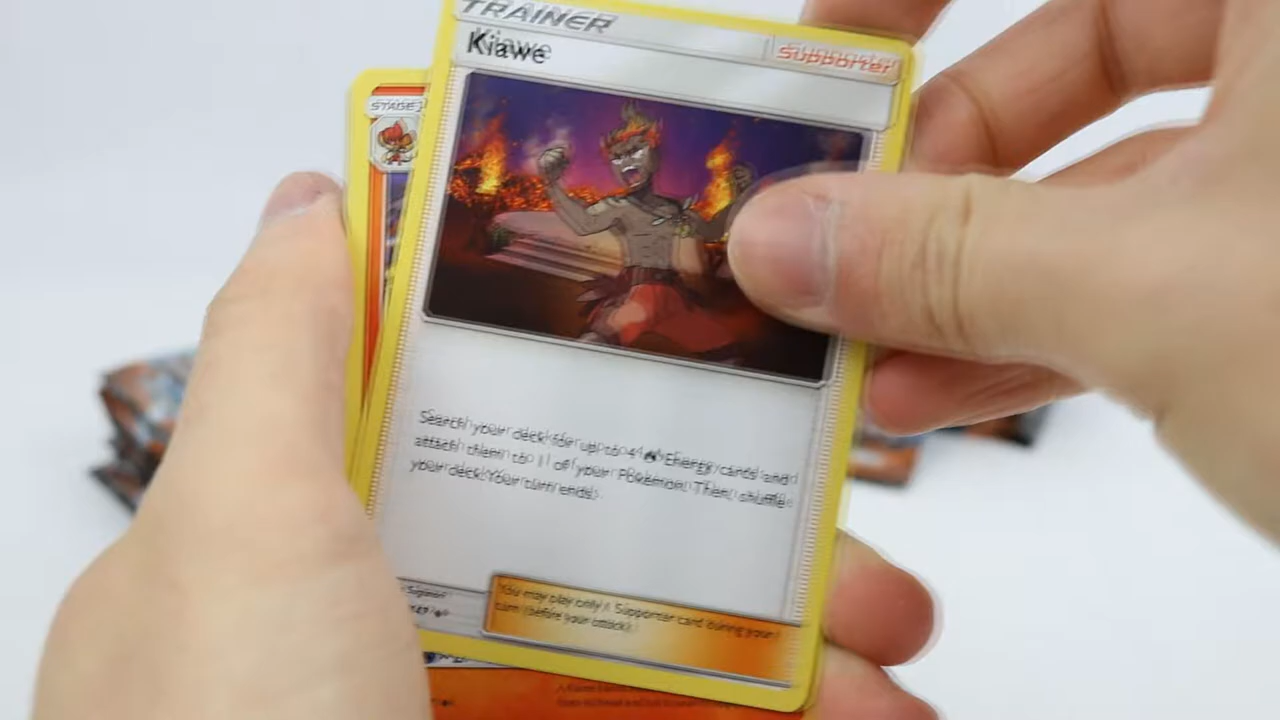 TRAINER
Supporter
Kiawe
STAGE 1
Search your deck for up to 4 Energy cards and
attach them to 1 of your Pokémon. Then, shuffle
your deck. Your turn ends.
You may play only 1 Supporter card during your
turn (before your attack).